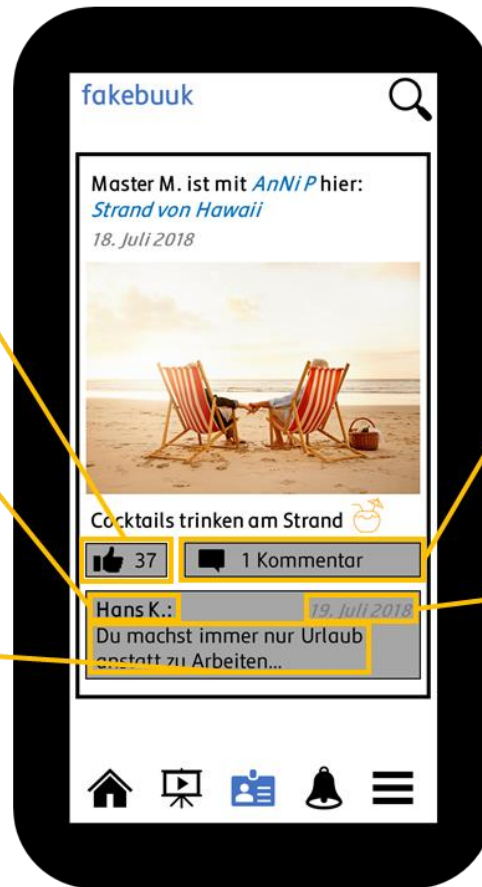 fakebuuk
Master M. ist mit AnNi P hier:
Strand von Hawaii
18. Juli 2018
Cocktails trinken am Strand
37
1 Kommentar
Hans K.:
19. Juli 2018
Du machst immer nur Urlaub
anstatt zu Arbeiten...